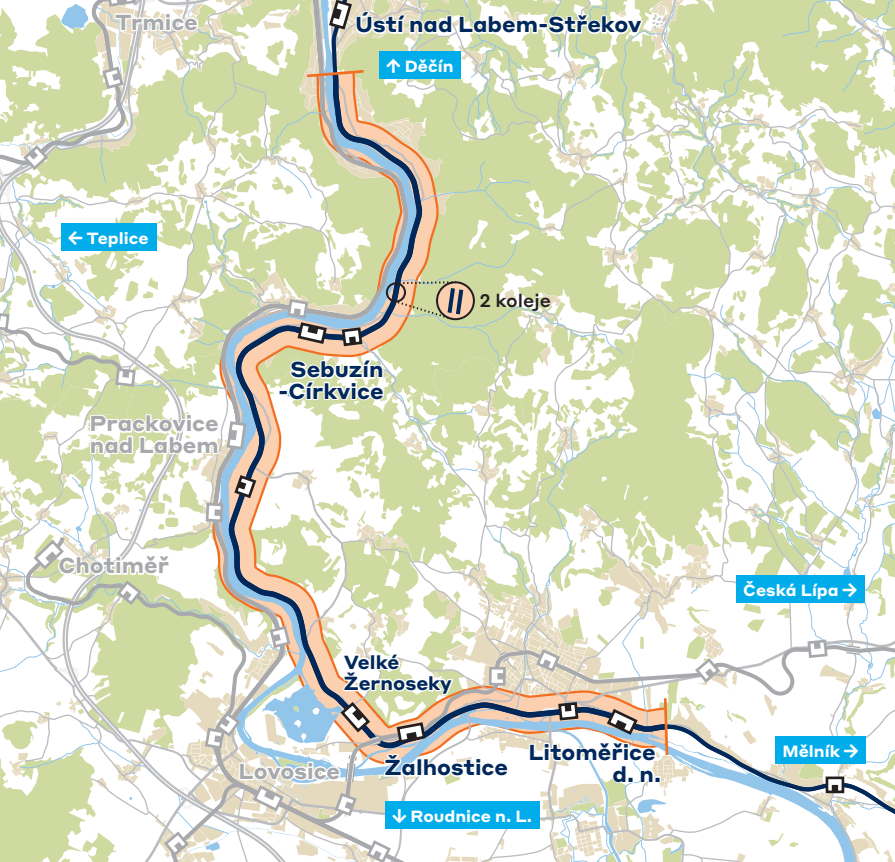 Trmice
Ústí nad Labem-Střekov
↑ Děčín
← Teplice
2 koleje
Sebuzín
-Církvice
Prackovice
nad Labem
Chotiměř
Česká Lípa →
Velké
Žernoseky
Litoměřice
d. n.
Mělník →
Žalhostice
Lovosice
↓ Roudnice n. L.